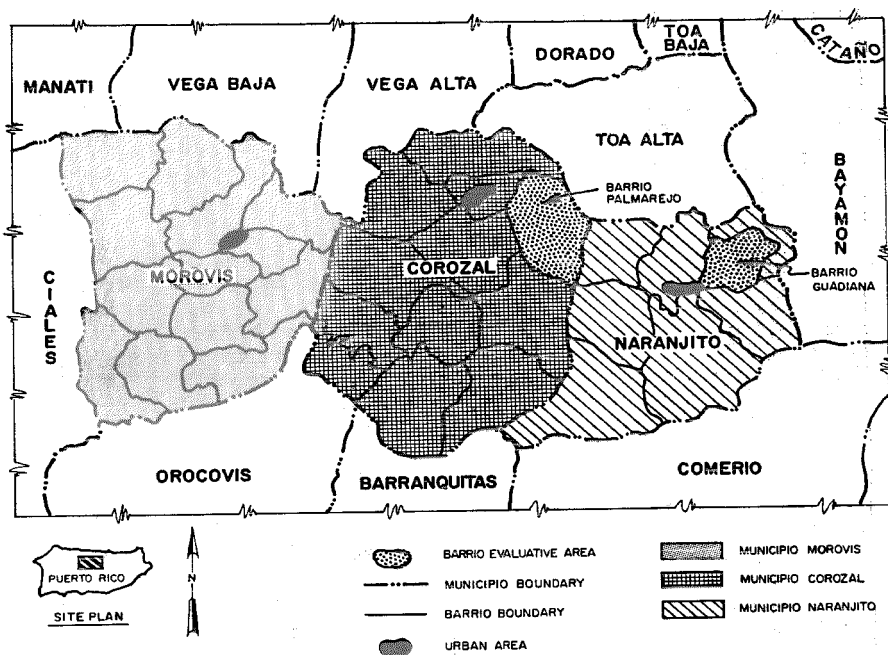 MANATI
VEGA BAJA
VEGA ALTA
DORADO
TOA
BAJA
CATAÑO
TOA ALTA
BAYAMON
BARRIO
PALMAREJO
BARRIO
GUADIANA
CIALES
MOROVIS
COROZAL
NARANJITO
OROCOVIS
BARRANQUITAS
COMERIO
PUERTO RICO
SITE PLAN
N
BARRIO EVALUATIVE AREA
MUNICIPIO BOUNDARY
BARRIO BOUNDARY
URBAN AREA
MUNICIPIO MOROVIS
MUNICIPIO COROZAL
MUNICIPIO NARANJITO